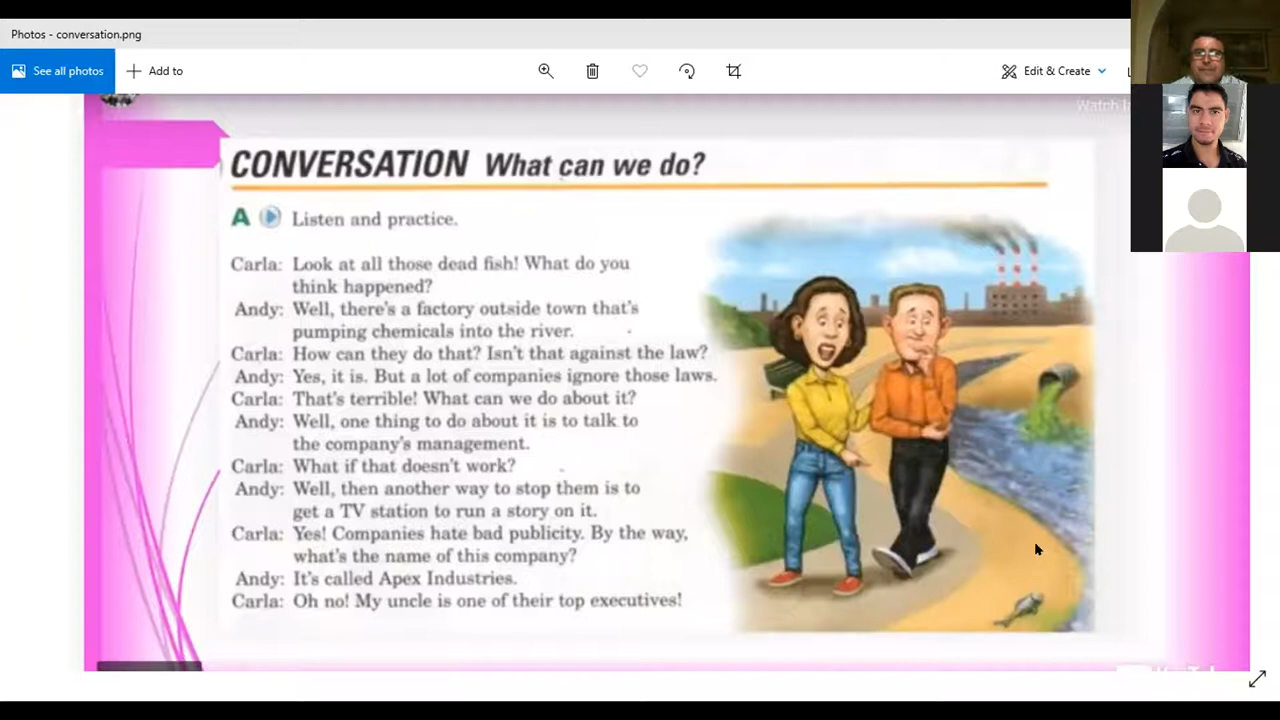 Photos - conversation.png
See all photos
Add to
Edit & Create
Watch
CONVERSATION What can we do?
A Listen and practice.
Carla: Look at all those dead fish! What do you
think happened?
Andy: Well, there's a factory outside town that's
pumping chemicals into the river.
Carla: How can they do that? Isn't that against the law?
Andy: Yes, it is. But a lot of companies ignore those laws.
Carla: That's terrible! What can we do about it?
Andy: Well, one thing to do about it is to talk to
the company's management.
Carla: What if that doesn't work?
Andy: Well, then another way to stop them is to
get a TV station to run a story on it.
Carla: Yes! Companies hate bad publicity. By the way,
what's the name of this company?
Andy: It's called Apex Industries.
Carla: Oh no! My uncle is one of their top executives!